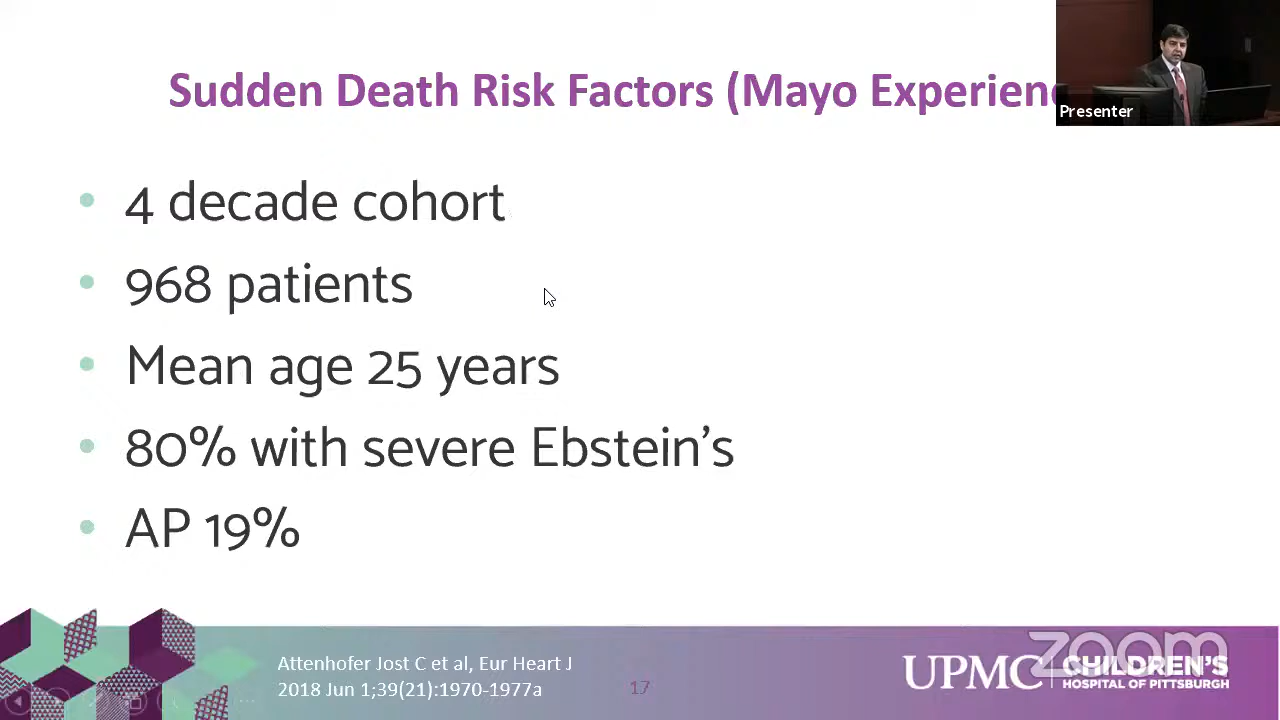 Sudden Death Risk Factors (Mayo Experien
Presenter
• 4 decade cohort
• 968 patients
• Mean age 25 years
• 80% with severe Ebstein’s
• AP 19%
Attenhofer Jost C et al, Eur Heart J
2018 Jun 1;39(21):1970-1977a
17
UPMC CHILDREN'S
HOSPITAL OF PITTSBURGH
zoom